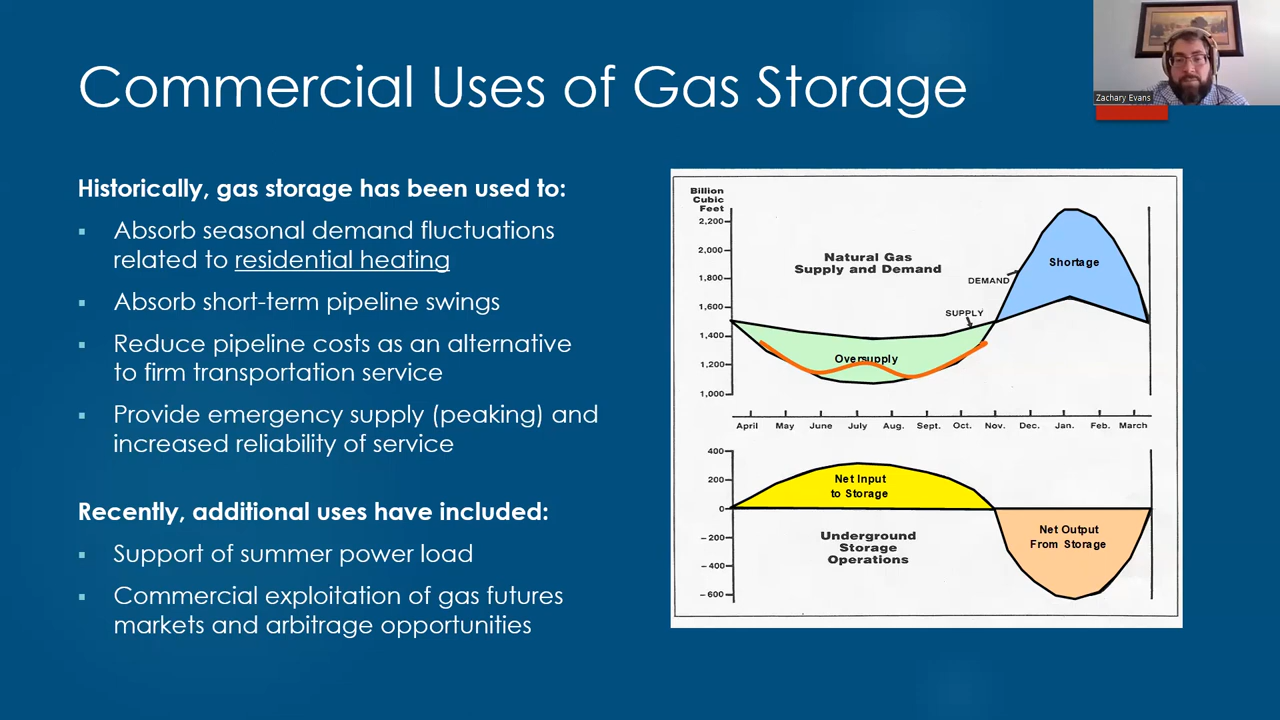 Commercial Uses of Gas Storage
Zachary Evans
Historically, gas storage has been used to:
▪ Absorb seasonal demand fluctuations
related to residential heating
▪ Absorb short-term pipeline swings
▪ Reduce pipeline costs as an alternative
to firm transportation service
▪ Provide emergency supply (peaking) and
increased reliability of service
Recently, additional uses have included:
▪ Support of summer power load
▪ Commercial exploitation of gas futures
markets and arbitrage opportunities
Billion
Cubic
Feet
2,200
2,000
1,800
1,600
1,400
1,200
1,000
Natural Gas
Supply and Demand
DEMAND
Shortage
SUPPLY
Oversupply
April May June July Aug. Sept. Oct. Nov. Dec. Jan. Feb. March
400
200
0
-200
-400
-600
Net Input
to Storage
Underground
Storage
Operations
Net Output
From Storage